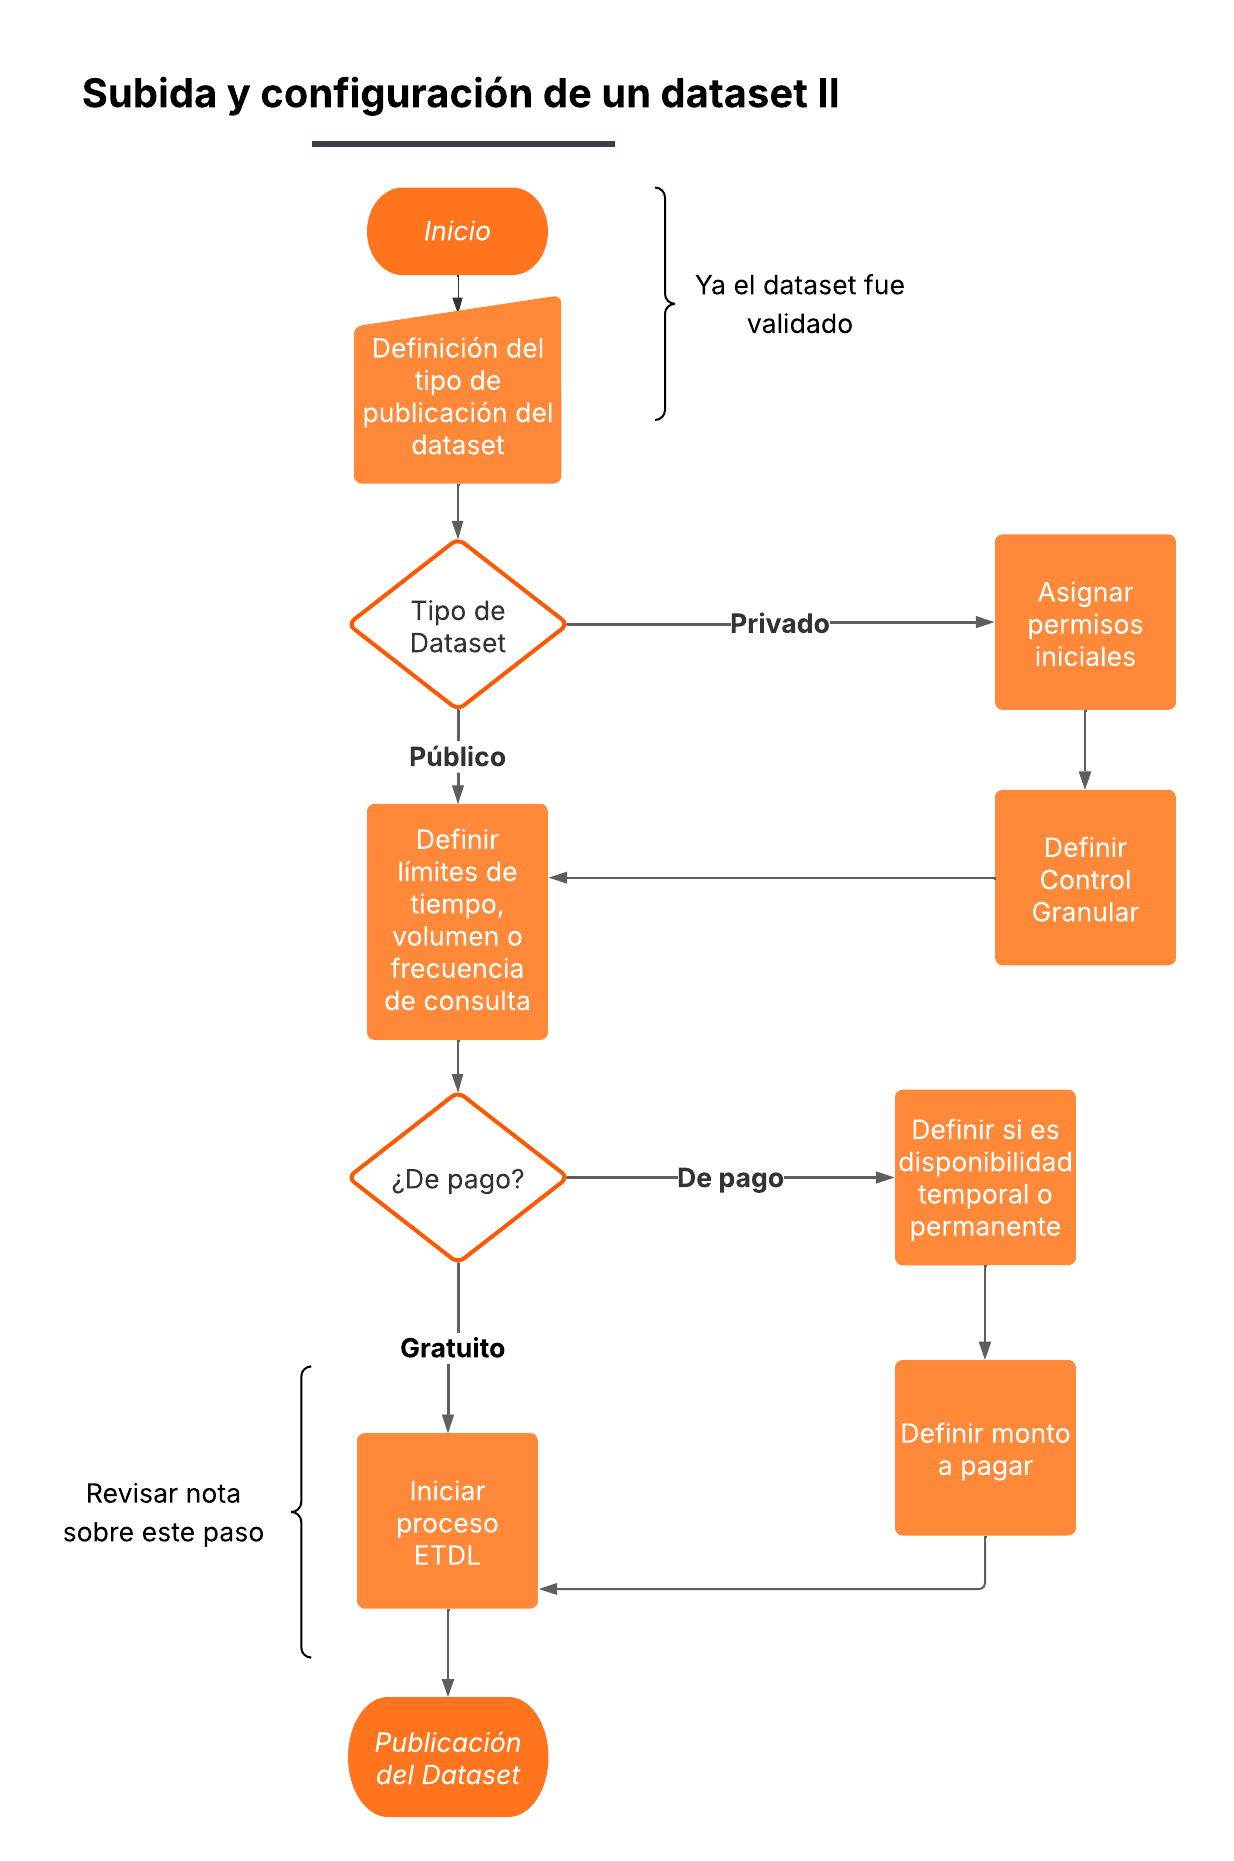 Subida y configuración de un dataset II
Inicio
Ya el dataset fue
validado
Definición del
tipo de
publicación del
dataset
Tipo de
Dataset
Privado
Asignar
permisos
iniciales
Público
Definir
límites de
tiempo,
volumen o
frecuencia
de consulta
Definir
Control
Granular
¿De pago?
De pago
Definir si es
disponibilidad
temporal o
permanente
Gratuito
Definir monto
a pagar
Revisar nota
sobre este paso
Iniciar
proceso
ETDL
Publicación
del Dataset